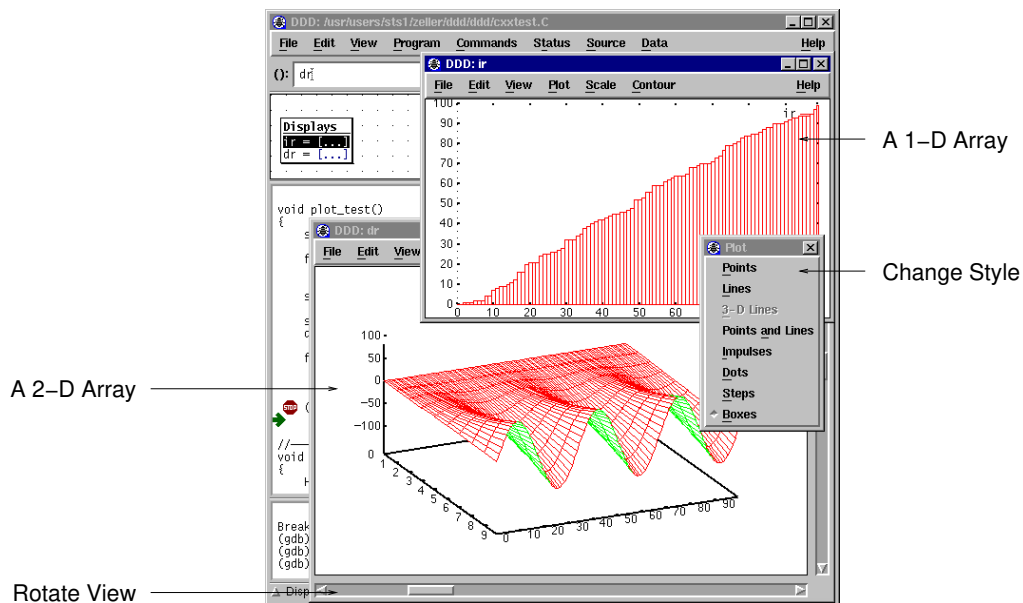 DDD: /usr/users/sts1/zeller/ddd/ddd/cxxtest.C
File Edit View Program Commands Status Source Data Help
(): dr
DDD: ir
File Edit View Plot Scale Contour Help
Displays
ir = [...]
dr = [...]
ir
100
90
80
70
60
50
40
30
20
10
0
0 10 20 30 40 50 60
A 1-D Array
void plot_test()
{
DDD: dr
File Edit View
Plot
Points
Lines
3-D Lines
Points and Lines
Impulses
Dots
Steps
Boxes
Change Style
100
50
0
-50
-100
0
1 2 3 4 5 6 7 8 9
0 10 20 30 40 50 60 70 80 90
A 2-D Array
STOP
(
//
void
{
H
Break
(gdb)
(gdb)
(gdb)
Disp
Rotate View